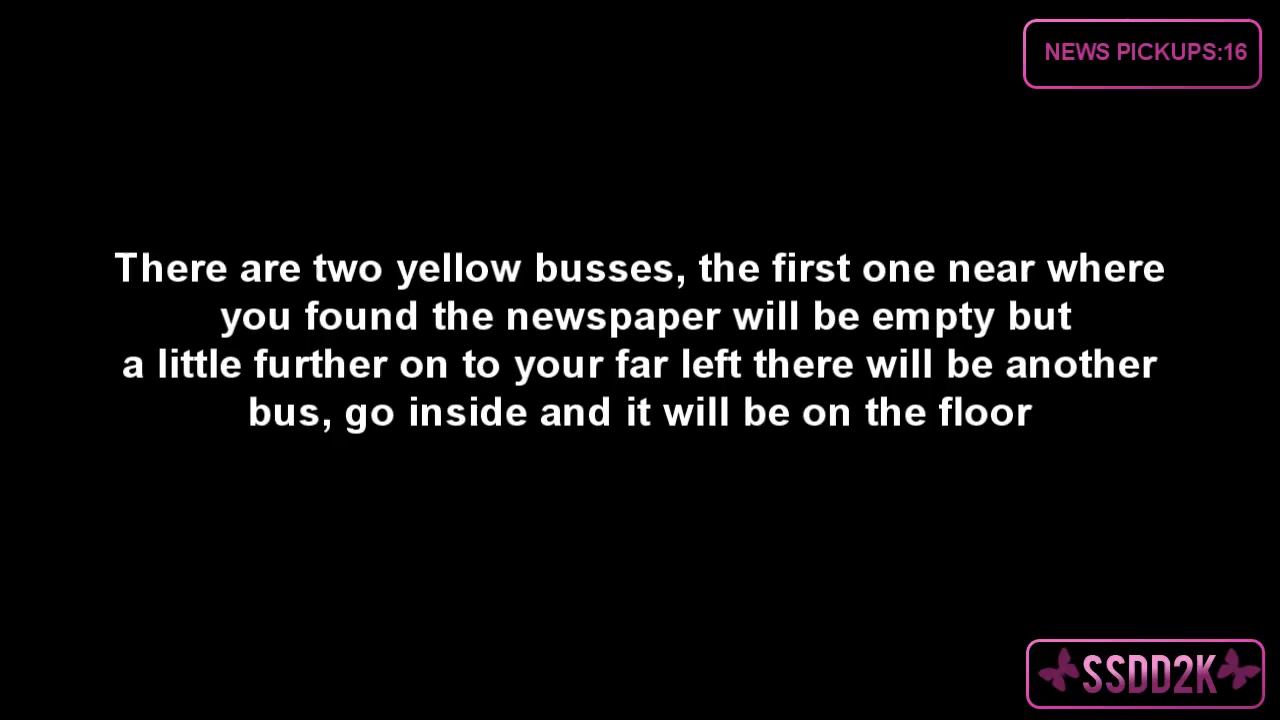 NEWS PICKUPS:16
There are two yellow busses, the first one near where
you found the newspaper will be empty but
a little further on to your far left there will be another
bus, go inside and it will be on the floor
SSDD2K